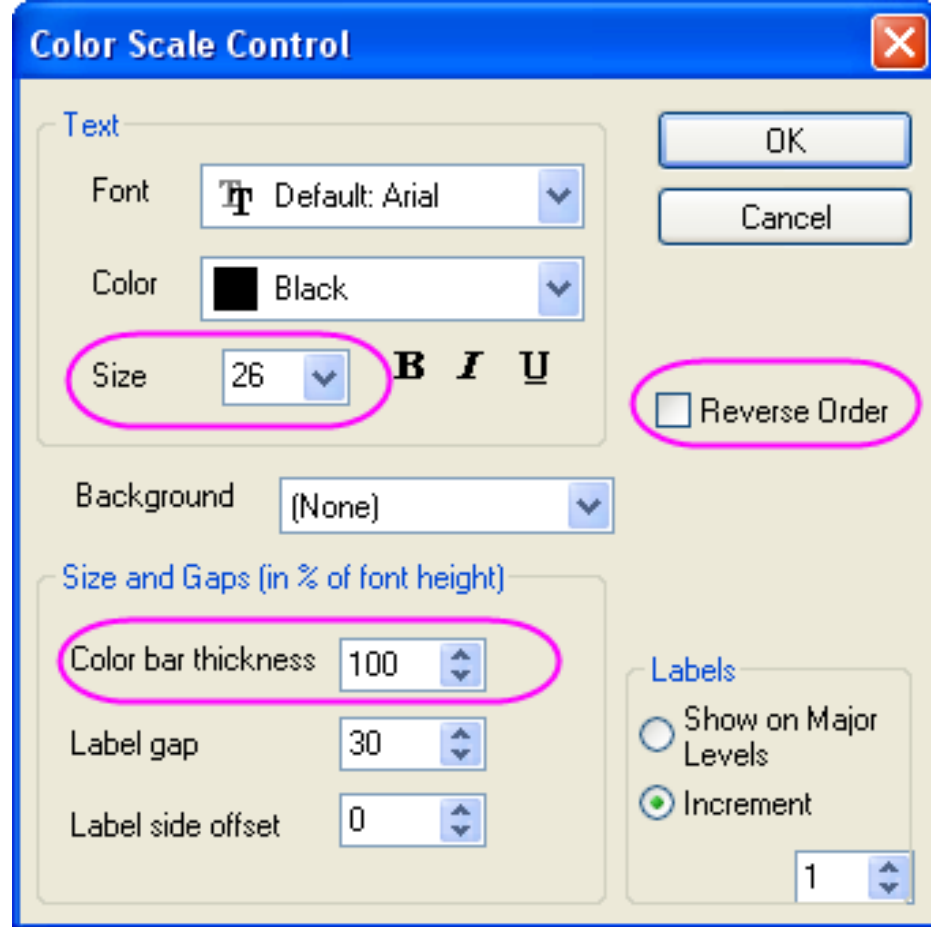 Color Scale Control
Text
OK
Font
Default: Arial
Cancel
Color
Black
Size
26
B I U
Reverse Order
Background
(None)
Size and Gaps (in % of font height)
Color bar thickness
100
Label gap
30
Label side offset
0
Labels
Show on Major
Levels
Increment
1